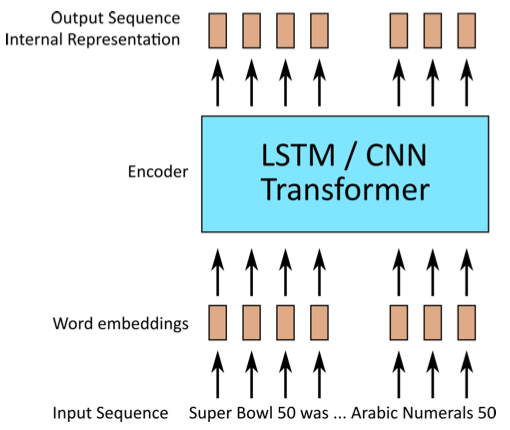 Output Sequence
Internal Representation
Encoder
LSTM / CNN
Transformer
Word embeddings
Input Sequence Super Bowl 50 was ... Arabic Numerals 50